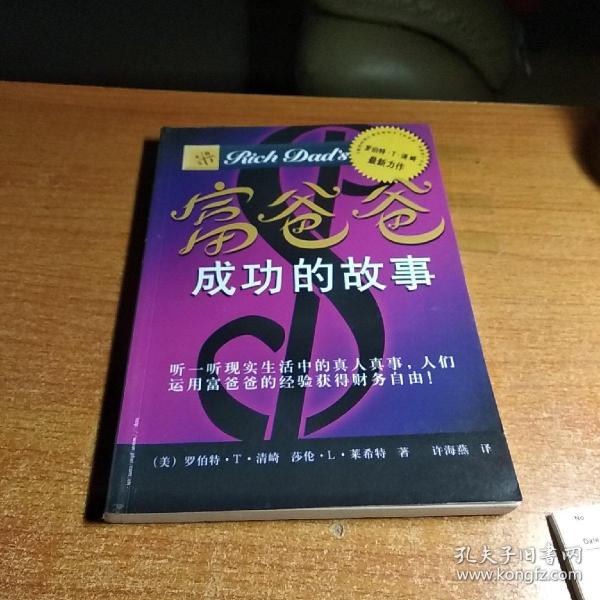 Rich Dad's
罗伯特·T·清崎
最新力作
富爸爸
成功的故事
听一听现实生活中的真人真事，人们
运用富爸爸的经验获得财务自由！
（美）罗伯特·T·清崎 莎伦·L·莱希特 著 许海燕 译
No
Date
孔夫子旧书网
www.kongfz.com